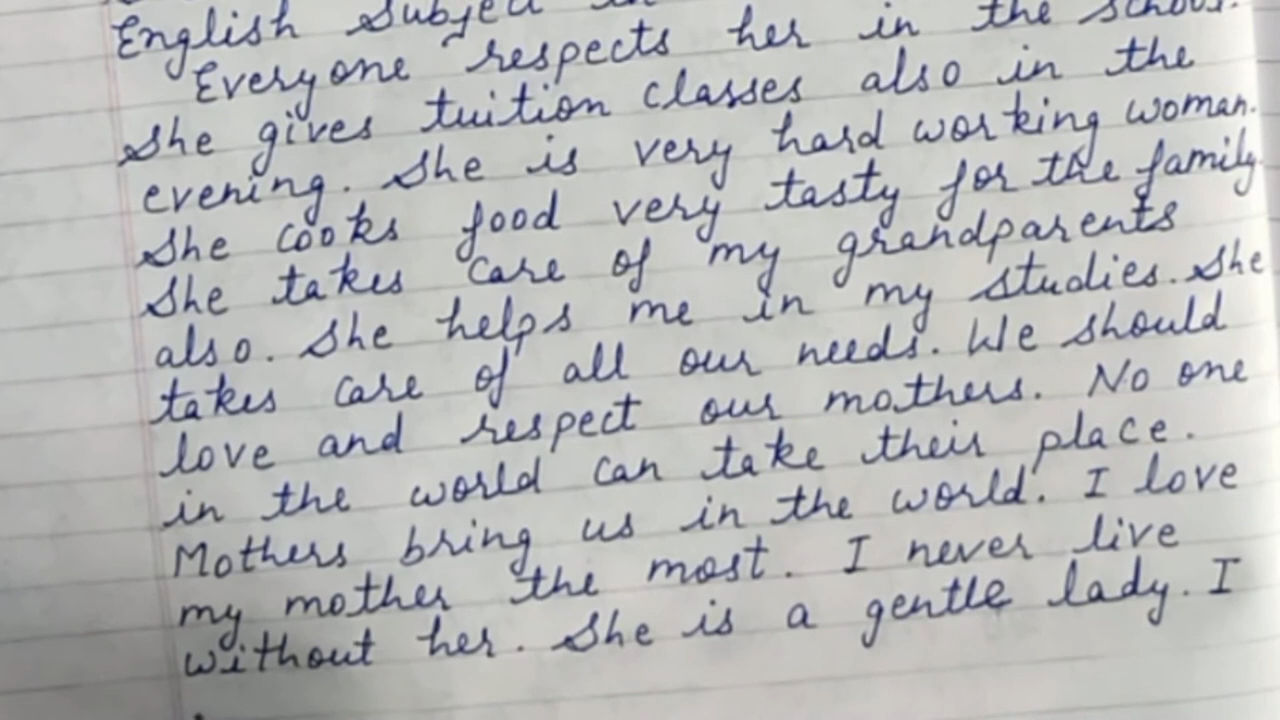 English Subject in
Everyone respects her in the school.
She gives tuition classes also in the
evening. She is very hard working woman.
She cooks food very tasty for the family.
She takes care of my grandparents
also. She helps me in my studies. She
takes care of all our needs. We should
love and respect our mothers. No one
in the world can take their place.
Mothers bring us in the world. I love
my mother the most. I never live
without her. She is a gentle lady. I